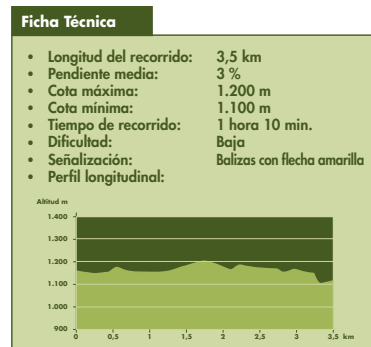 Ficha Técnica
• Longitud del recorrido: 3,5 km
• Pendiente media: 3 %
• Cota máxima: 1.200 m
• Cota mínima: 1.100 m
• Tiempo de recorrido: 1 hora 10 min.
• Dificultad: Baja
• Señalización: Balizas con flecha amarilla
• Perfil longitudinal:
Altitud m
1.400
1.300
1.200
1.100
1.000
900
0 0,5 1 1,5 2 2,5 3 3,5 km